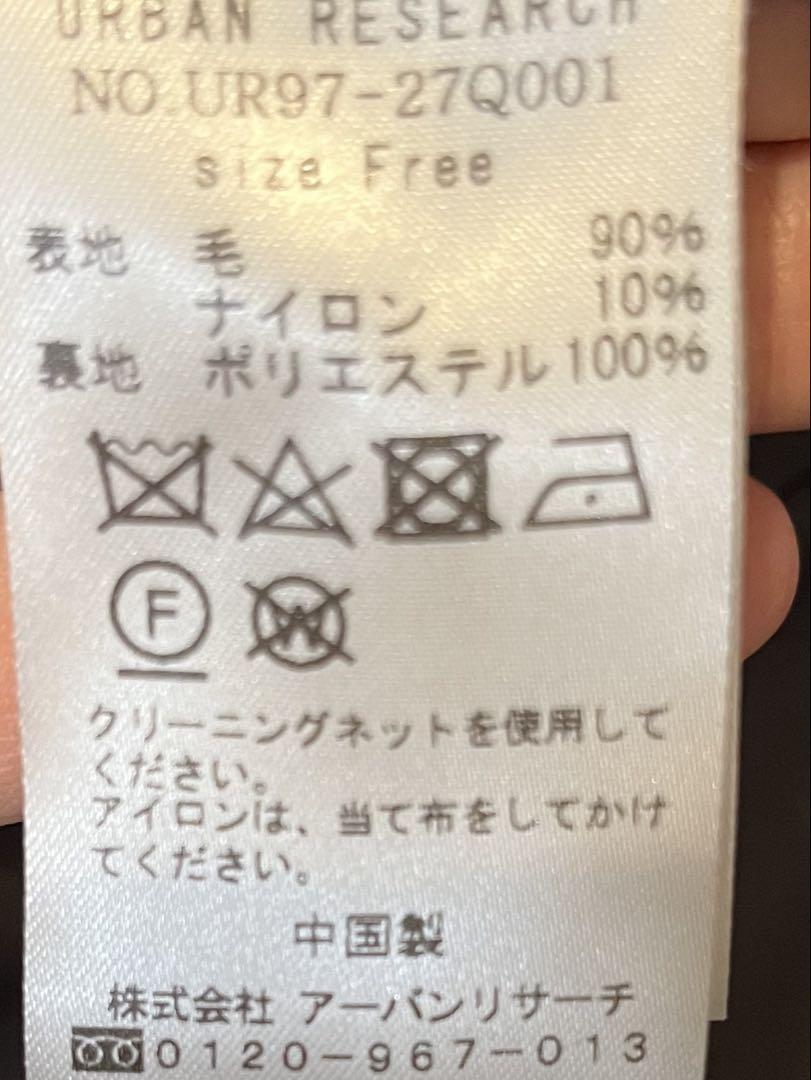 URBAN RESEARCH
NO.UR97-27Q001
size Free
表地 毛 90%
ナイロン 10%
裏地 ポリエステル 100%
F
W
クリーニングネットを使用して
ください。
アイロンは、当て布をしてかけ
てください。
中国製
株式会社 アーバンリサーチ
0120-967-013